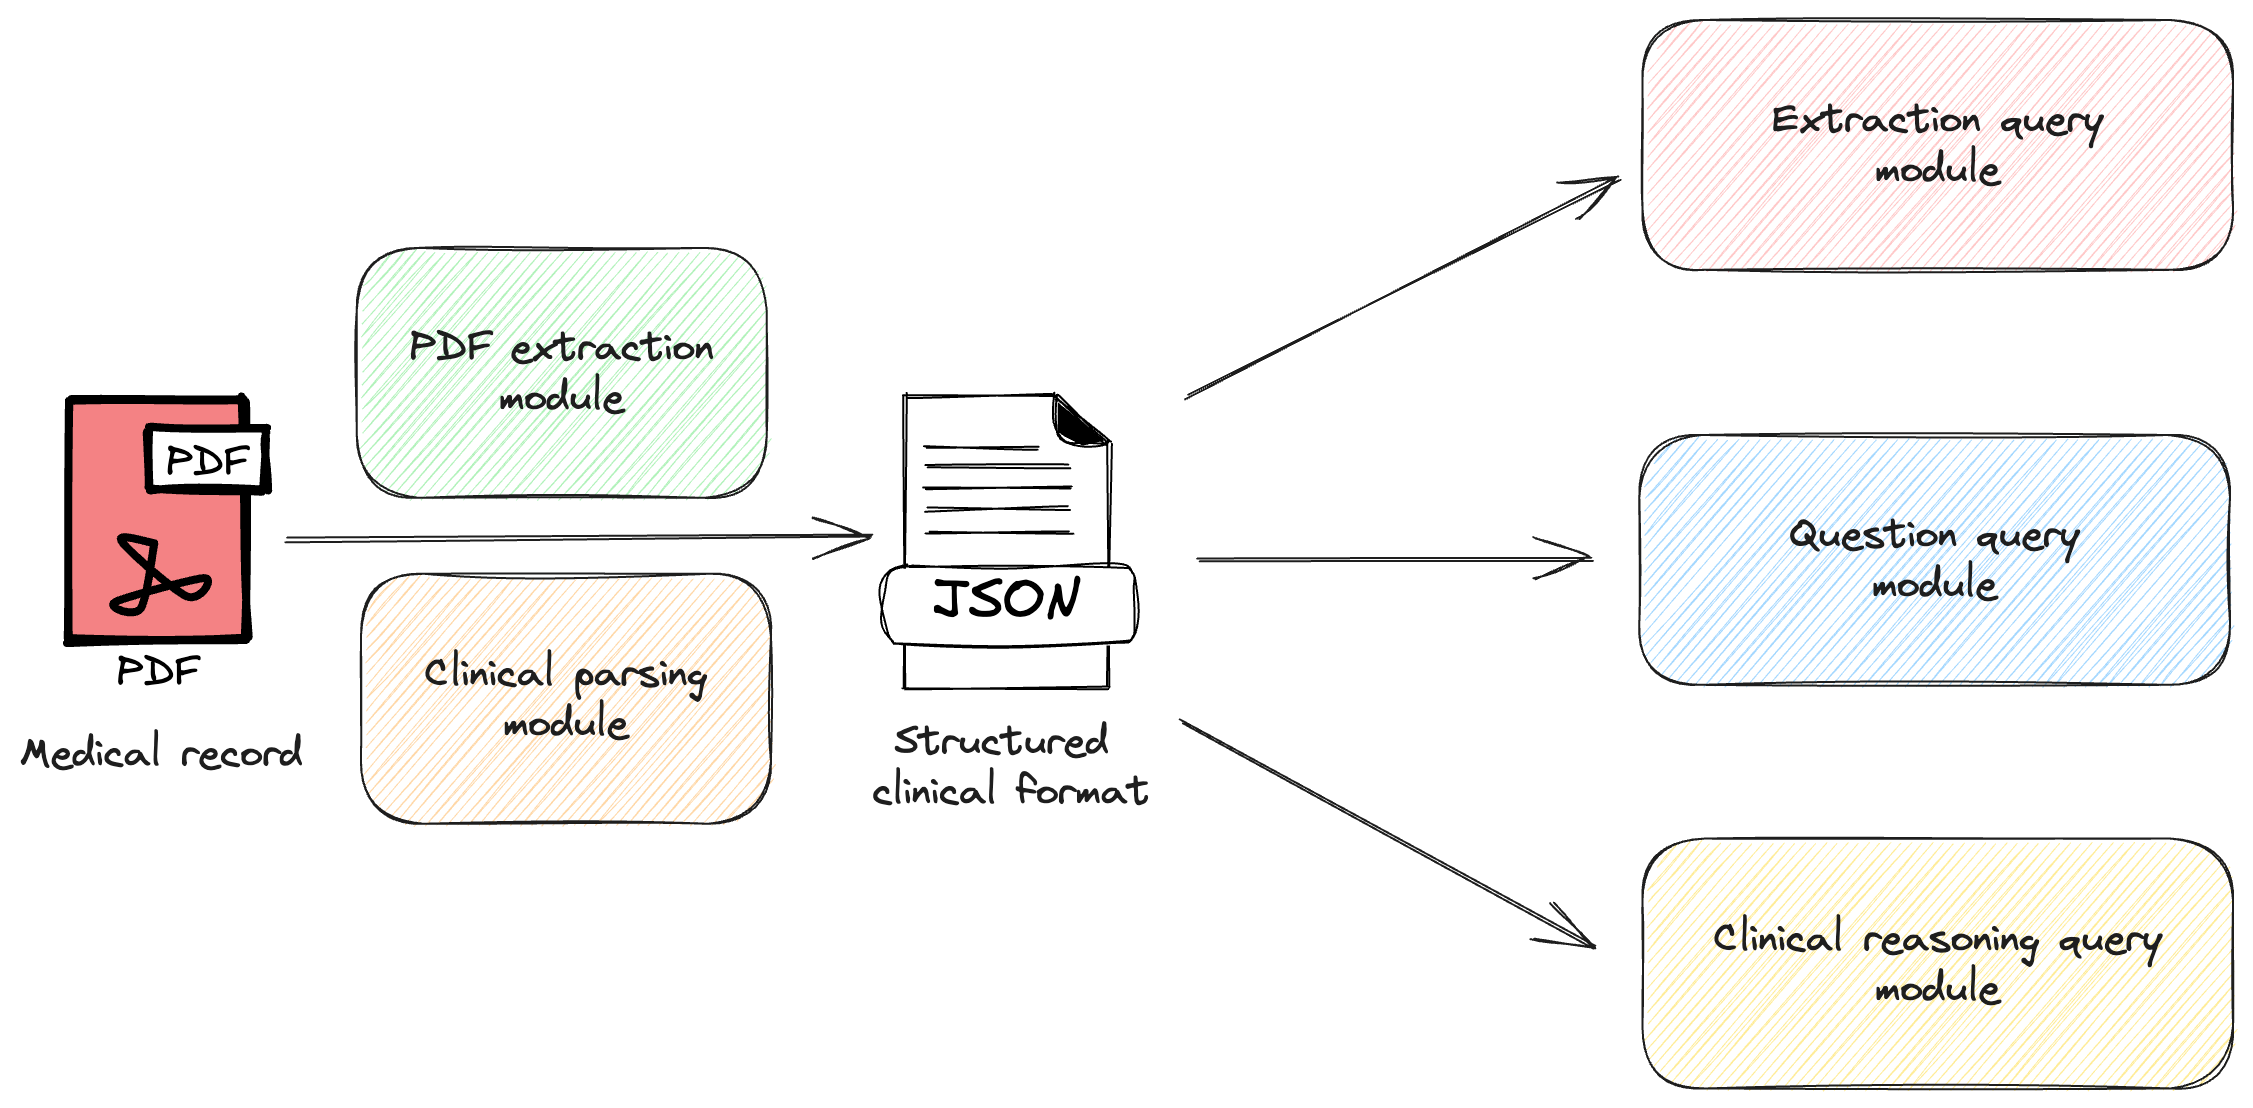 PDF
PDF
Medical record
PDF extraction
module
Clinical parsing
module
JSON
Structured
clinical format
Extraction query
module
Question query
module
Clinical reasoning query
module